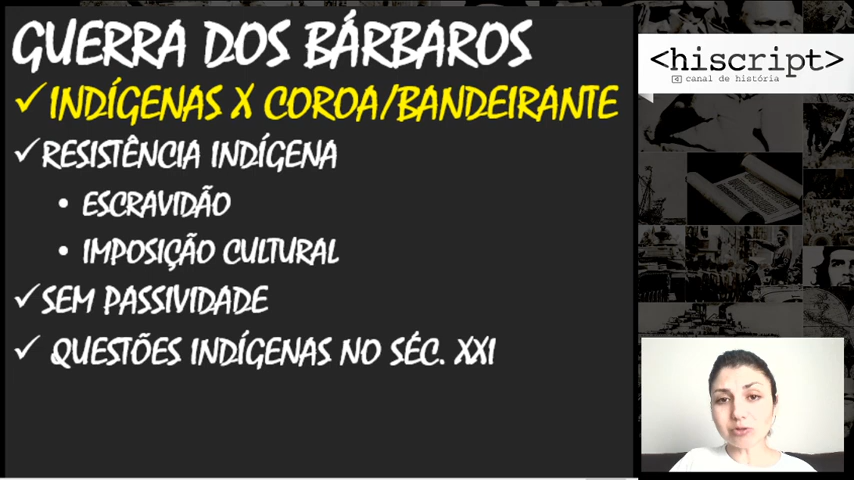 GUERRA DOS BÁRBAROS
✓INDÍGENAS X COROA/BANDEIRANTE
✓RESISTÊNCIA INDÍGENA
• ESCRAVIDÃO
• IMPOSIÇÃO CULTURAL
✓SEM PASSIVIDADE
✓ QUESTÕES INDÍGENAS NO SÉC. XXI
<hiscript>
canal de história